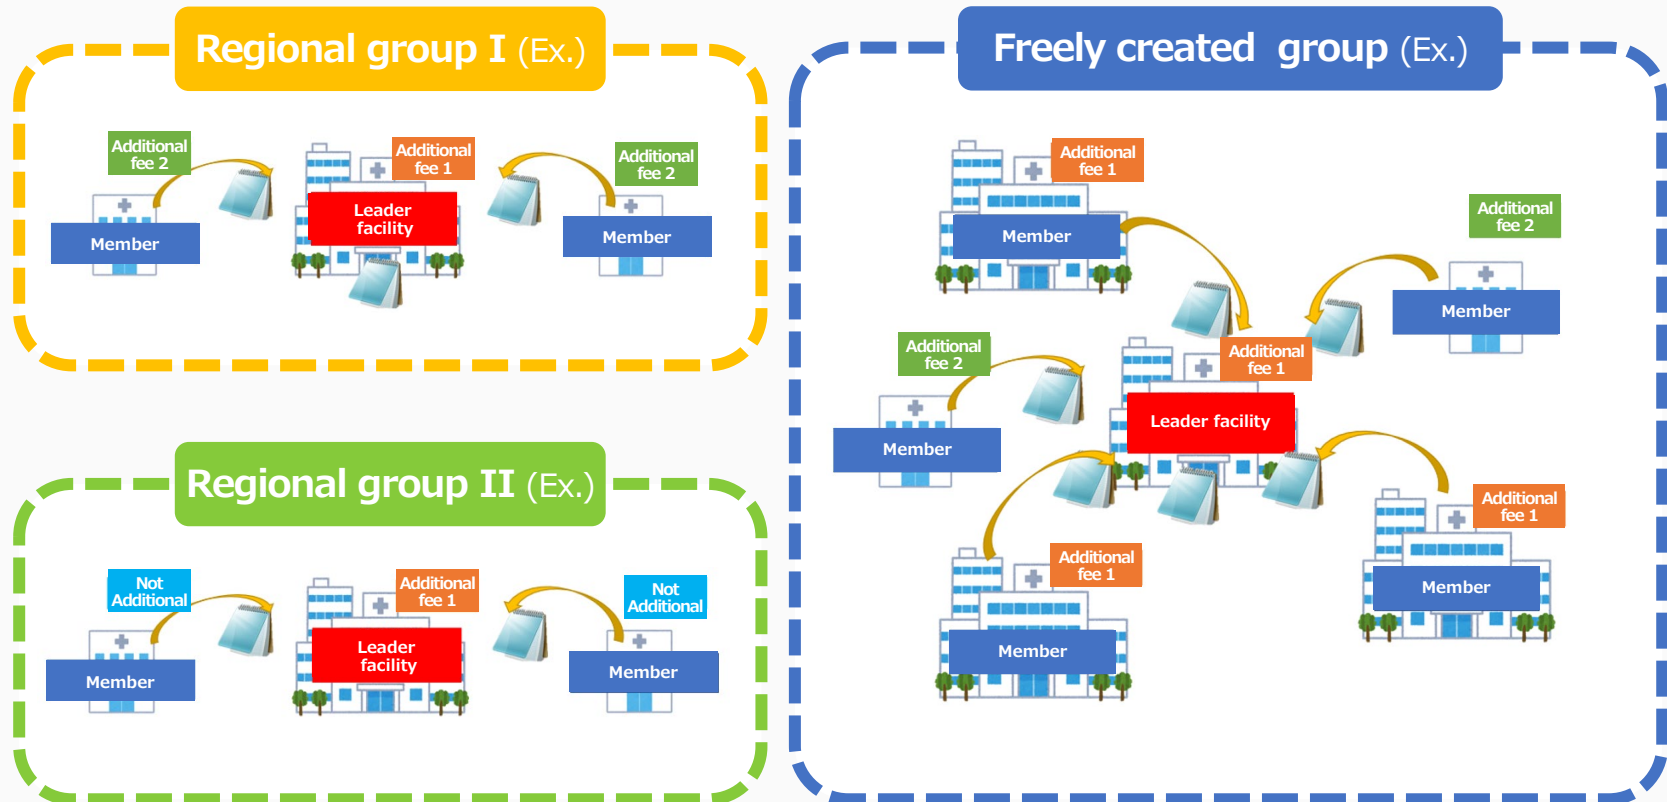 Regional group I (Ex.)
Additional
fee 2
Additional
fee 1
Additional
fee 2
Member
Leader
facility
Member
Regional group II (Ex.)
Not
Additional
Additional
fee 1
Not
Additional
Member
Leader
facility
Member
Freely created group (Ex.)
Additional
fee 1
Member
Additional
fee 2
Member
Additional
fee 2
Member
Additional
fee 1
Leader facility
Additional
fee 1
Member
Additional
fee 1
Member